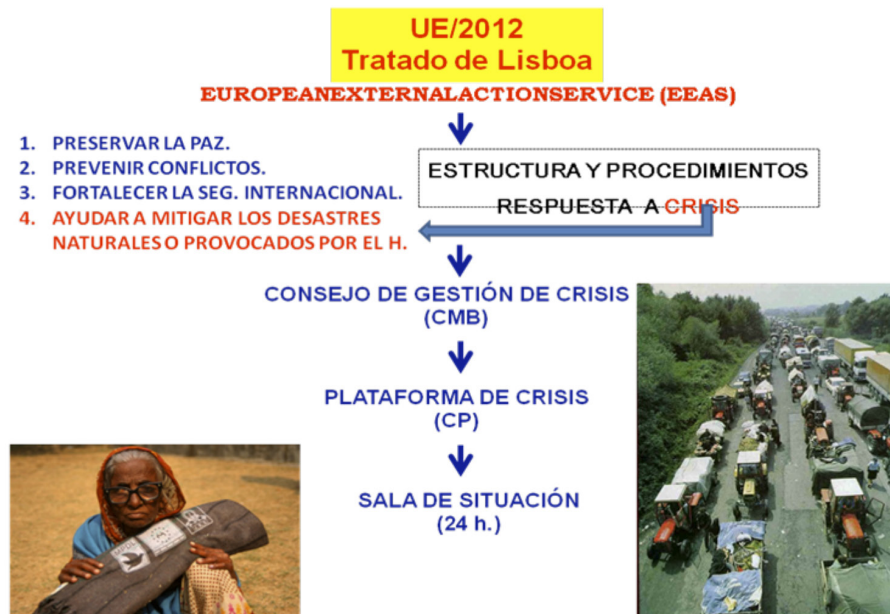 UE/2012
Tratado de Lisboa
EUROPEANEXTERNALACTIONSERVICE (EEAS)
1. PRESERVAR LA PAZ.
2. PREVENIR CONFLICTOS.
3. FORTALECER LA SEG. INTERNACIONAL.
4. AYUDAR A MITIGAR LOS DESASTRES
NATURALES O PROVOCADOS POR EL H.
ESTRUCTURA Y PROCEDIMIENTOS
RESPUESTA A CRISIS
CONSEJO DE GESTIÓN DE CRISIS
(CMB)
PLATAFORMA DE CRISIS
(CP)
SALA DE SITUACIÓN
(24 h.)